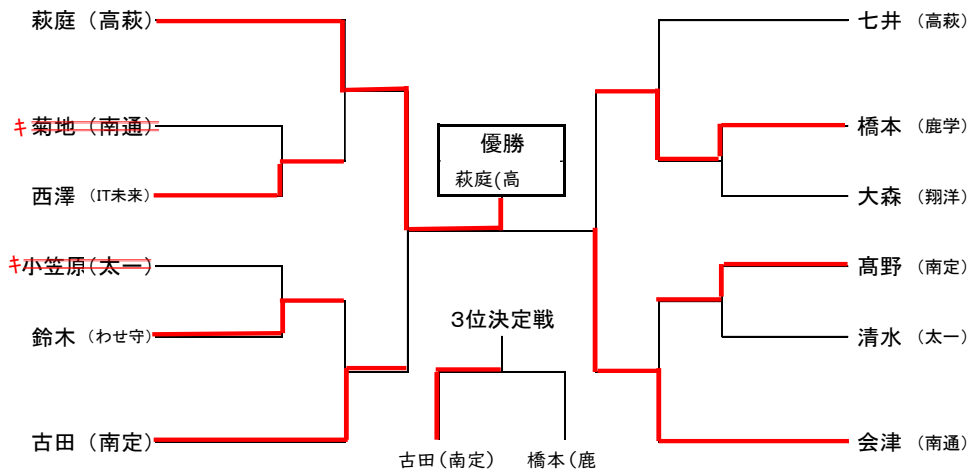 萩庭（高萩）
キ 菊地（南通）
西澤（IT未来）
キ 小笠原(太一)
鈴木（わせ守）
古田（南定）
優勝
萩庭(高
3位決定戦
古田(南定)
橋本(鹿
七井（高萩）
橋本（鹿学）
大森（翔洋）
髙野（南定）
清水（太一）
会津（南通）